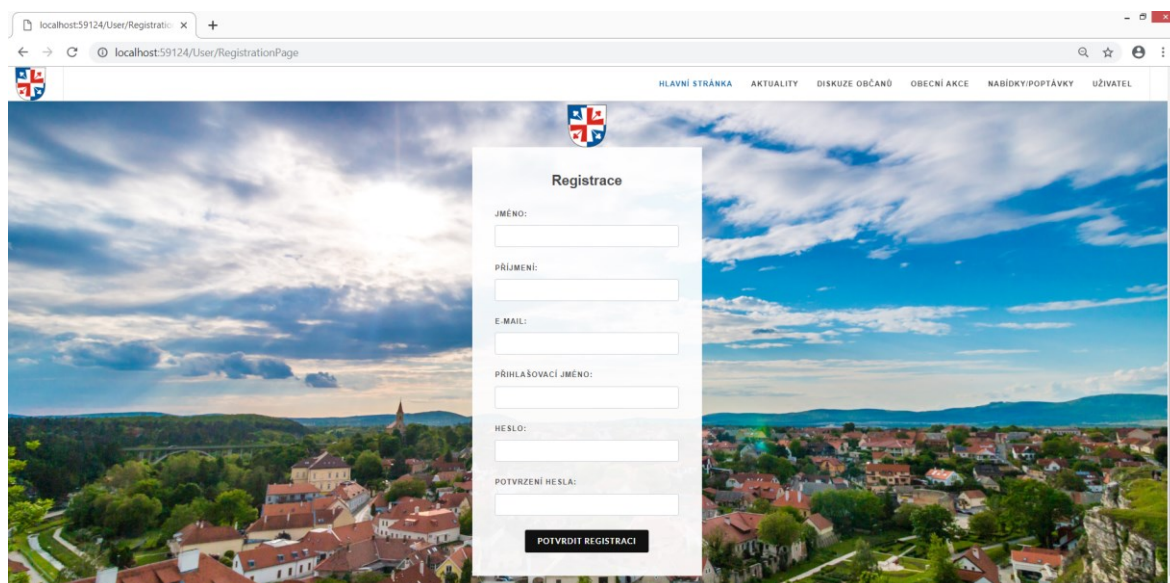 localhost:59124/User/Registratio
localhost:59124/User/RegistrationPage
HLAVNÍ STRÁNKA AKTUALITY DISKUZE OBČANŮ OBECNÍ AKCE NABÍDKY/POPTÁVKY UŽIVATEL
Registrace
JMÉNO:
PŘÍJMENÍ:
E-MAIL:
PŘIHLAŠOVACÍ JMÉNO:
HESLO:
POTVRZENÍ HESLA:
POTVRDIT REGISTRACI